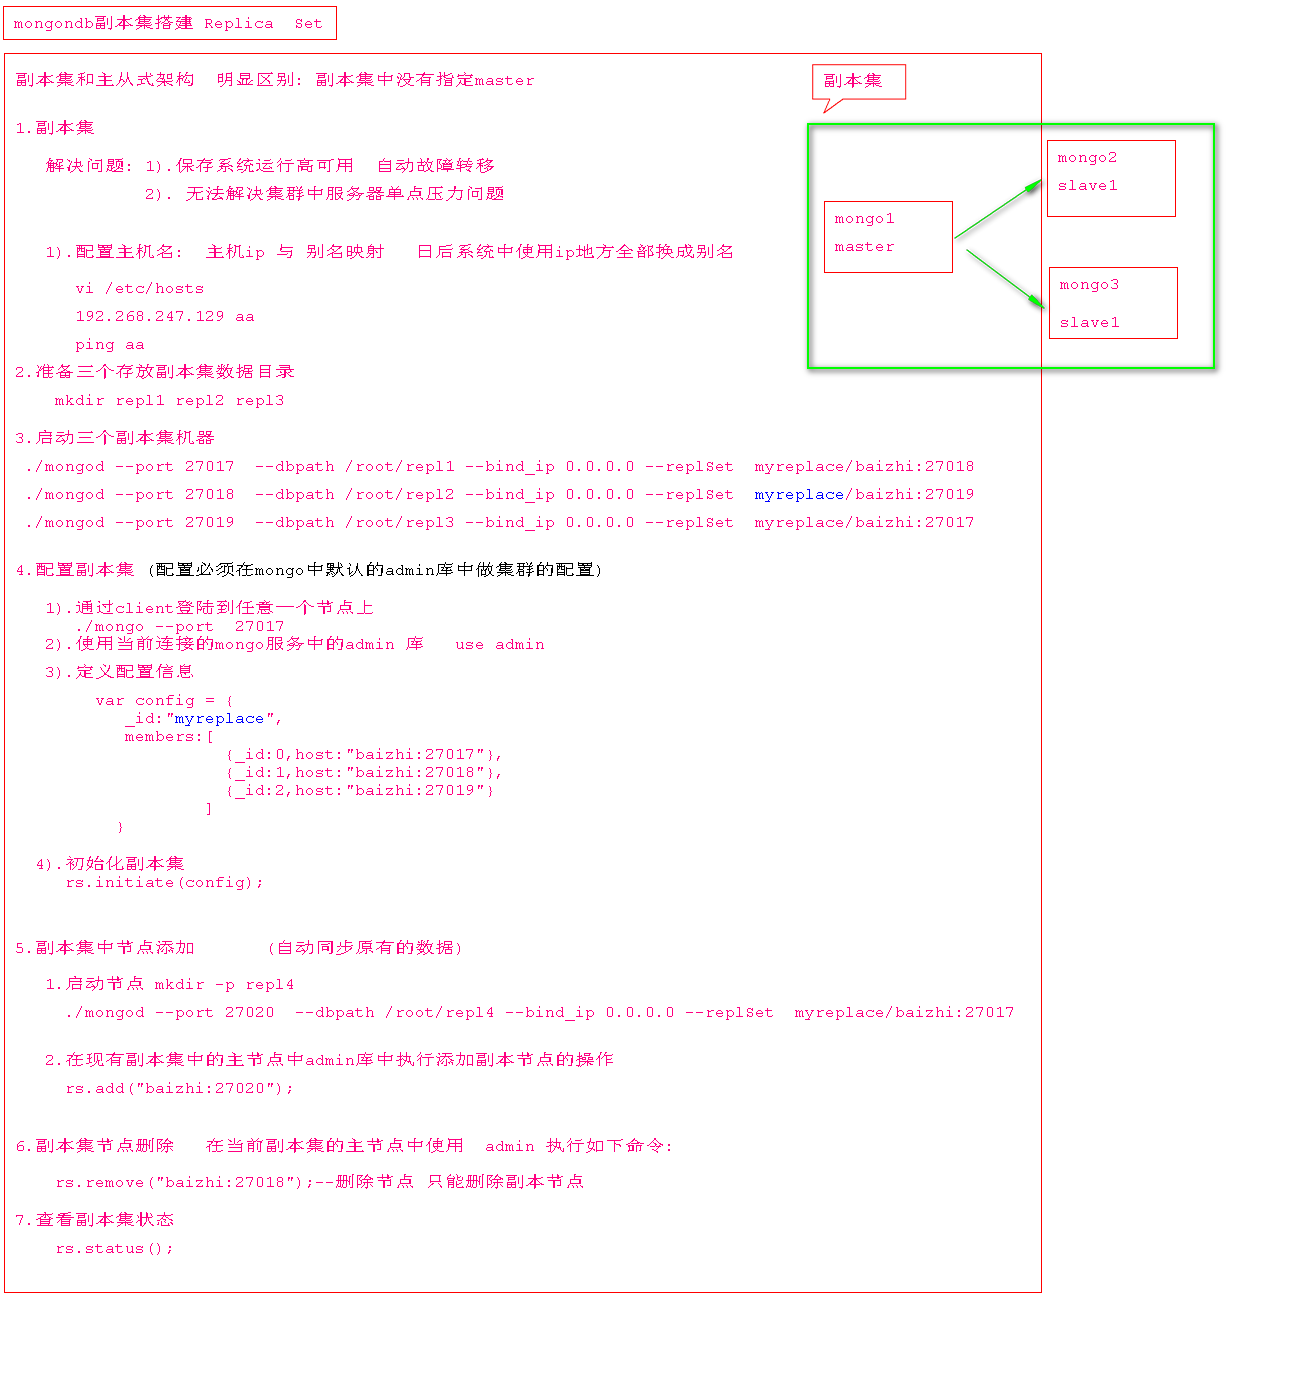 mongondb副本集搭建 Replica  Set
副本集和主从式架构  明显区别: 副本集中没有指定master
1.副本集
解决问题: 1).保存系统运行高可用  自动故障转移
2). 无法解决集群中服务器单点压力问题
1).配置主机名:  主机ip 与 别名映射   日后系统中使用ip地方全部换成别名
vi /etc/hosts
192.268.247.129 aa
ping aa
2.准备三个存放副本集数据目录
mkdir repl1 repl2 repl3
3.启动三个副本集机器
./mongod --port 27017  --dbpath /root/repl1 --bind_ip 0.0.0.0 --replSet  myreplace/baizhi:27018
./mongod --port 27018  --dbpath /root/repl2 --bind_ip 0.0.0.0 --replSet  myreplace/baizhi:27019
./mongod --port 27019  --dbpath /root/repl3 --bind_ip 0.0.0.0 --replSet  myreplace/baizhi:27017
4.配置副本集 (配置必须在mongo中默认的admin库中做集群的配置)
1).通过client登陆到任意一个节点上
./mongo --port  27017
2).使用当前连接的mongo服务中的admin 库   use admin
3).定义配置信息
var config = {
_id:"myreplace",
members:[
{_id:0,host:"baizhi:27017"},
{_id:1,host:"baizhi:27018"},
{_id:2,host:"baizhi:27019"}
]
}
4).初始化副本集
rs.initiate(config);
5.副本集中节点添加       (自动同步原有的数据)
1.启动节点 mkdir -p repl4
./mongod --port 27020  --dbpath /root/repl4 --bind_ip 0.0.0.0 --replSet  myreplace/baizhi:27017
2.在现有副本集中的主节点中admin库中执行添加副本节点的操作
rs.add("baizhi:27020");
6.副本集节点删除   在当前副本集的主节点中使用  admin 执行如下命令:
rs.remove("baizhi:27018");--删除节点 只能删除副本节点
7.查看副本集状态
rs.status();
副本集
mongo1
master
mongo2
slave1
mongo3
slave1